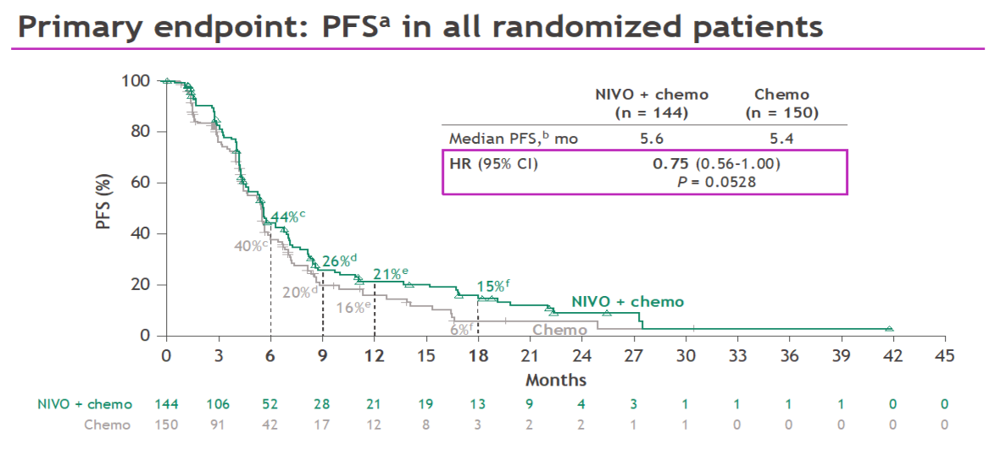 Primary endpoint: PFSᵃ in all randomized patients
NIVO + chemo Chemo
(n = 144) (n = 150)
Median PFS,ᵇ mo 5.6 5.4
HR (95% CI) 0.75 (0.56-1.00)
P = 0.0528
PFS (%)
100
80
60
40
20
0
44%ᶜ
40%ᶜ
26%ᵈ
20%ᵈ
21%ᵉ
16%ᵉ
15%ᶠ
6%ᶠ
NIVO + chemo
Chemo
0 3 6 9 12 15 18 21 24 27 30 33 36 39 42 45
Months
NIVO + chemo 144 106 52 28 21 19 13 9 4 3 1 1 1 1 0 0
Chemo 150 91 42 17 12 8 3 2 2 1 1 0 0 0 0 0